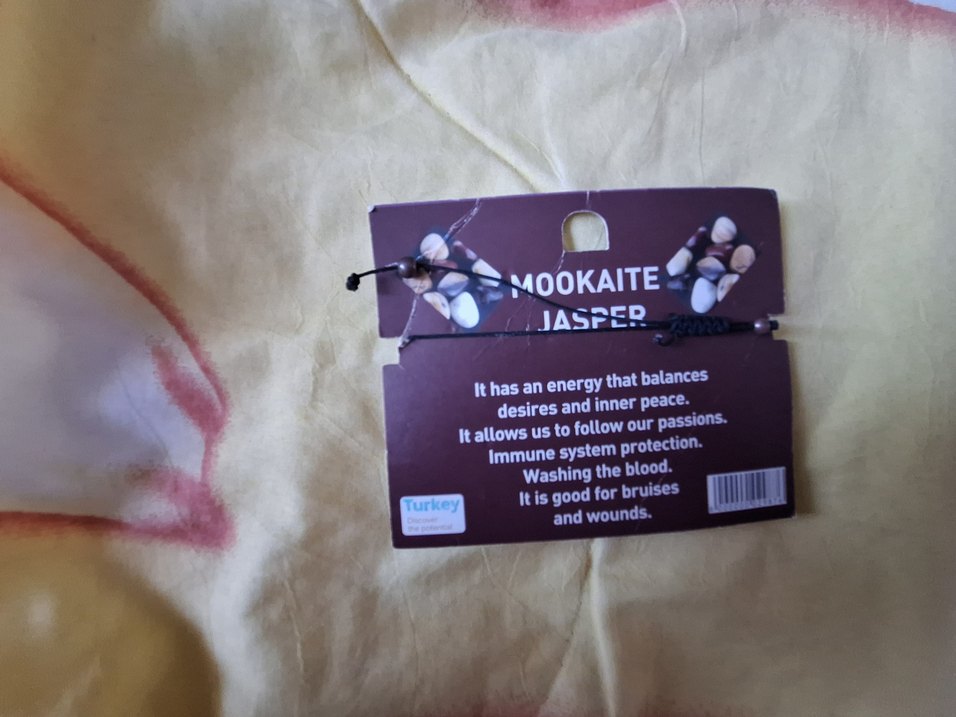 MOOKAITE
JASPER
It has an energy that balances
desires and inner peace.
It allows us to follow our passions.
Immune system protection.
Washing the blood.
It is good for bruises
and wounds.
Turkey
Discover
the potential